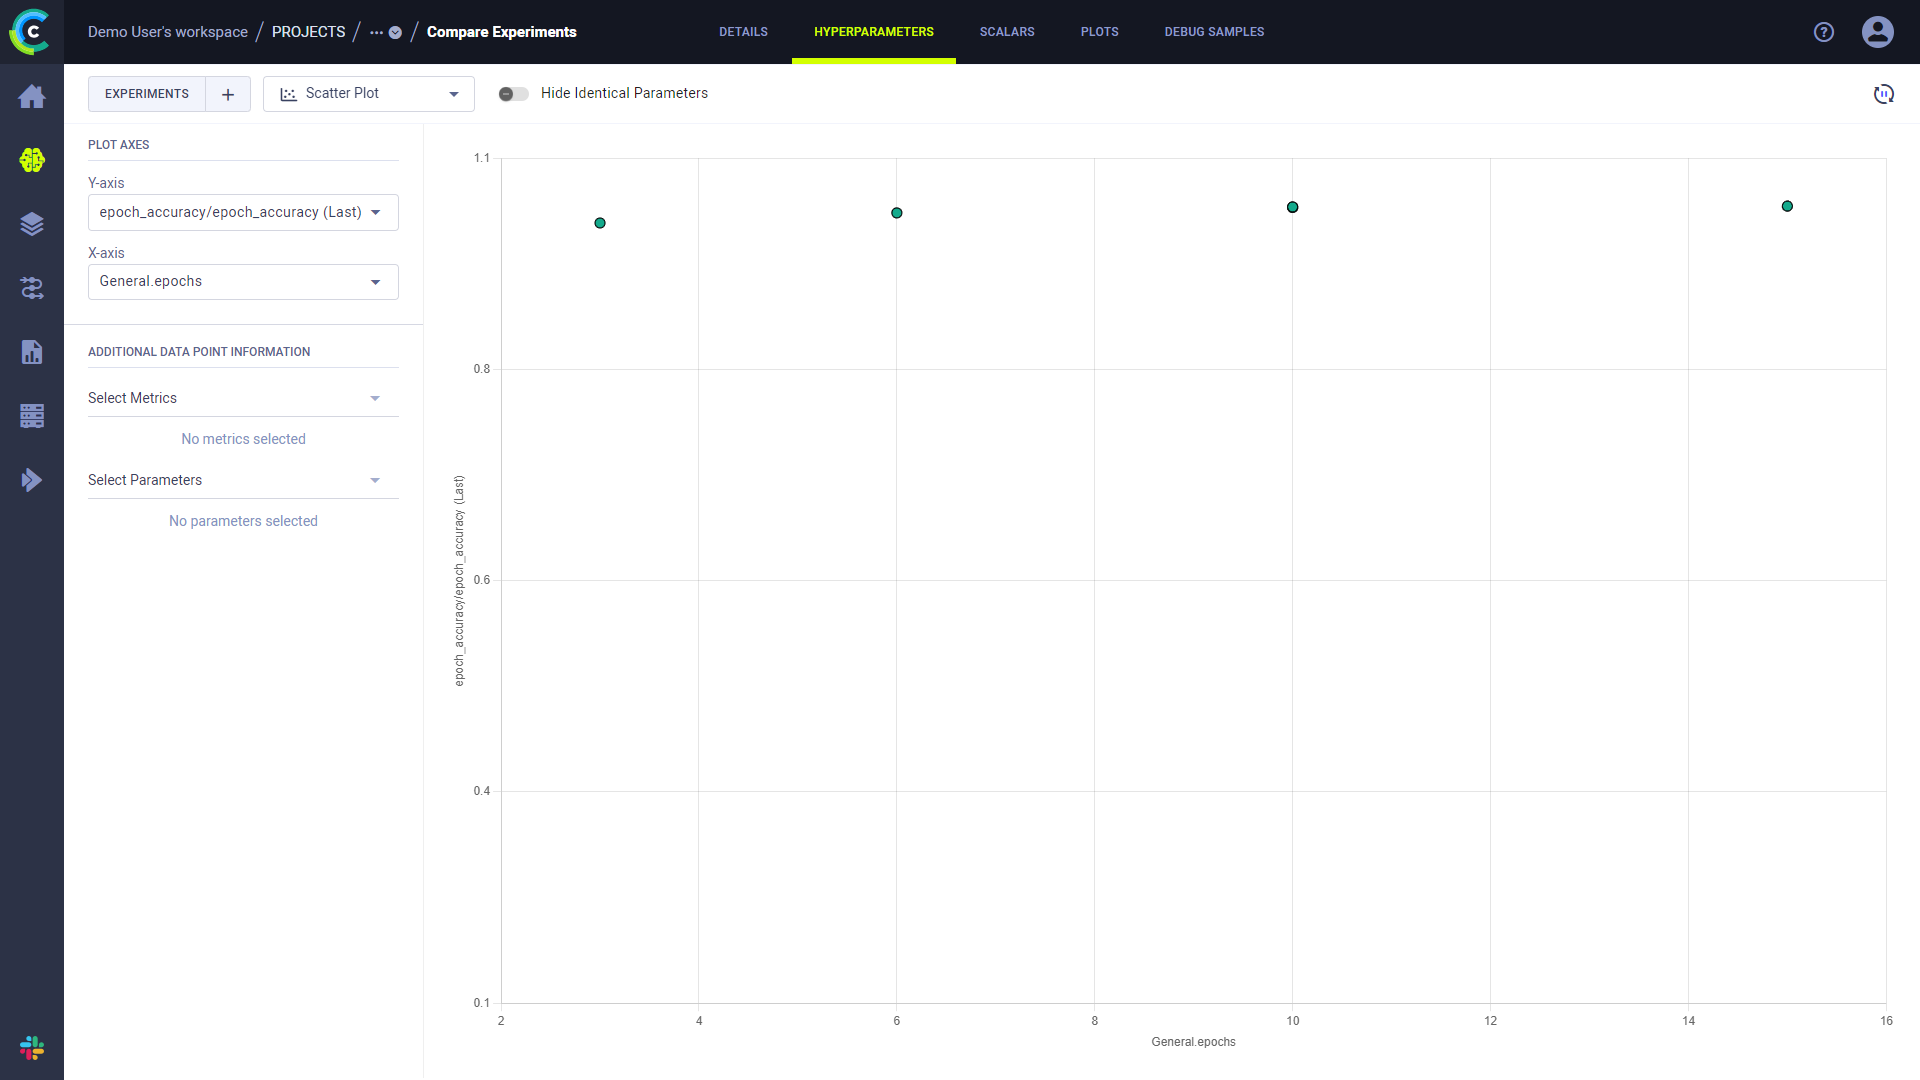 Demo User's workspace / PROJECTS / ... / Compare Experiments
DETAILS
HYPERPARAMETERS
SCALARS
PLOTS
DEBUG SAMPLES
EXPERIMENTS +
Scatter Plot
Hide Identical Parameters
PLOT AXES
Y-axis
epoch_accuracy/epoch_accuracy (Last)
X-axis
General.epochs
ADDITIONAL DATA POINT INFORMATION
Select Metrics
No metrics selected
Select Parameters
No parameters selected
1.1
0.8
0.6
0.4
0.1
epoch_accuracy/epoch_accuracy (Last)
2 4 6 8 10 12 14 16
General.epochs